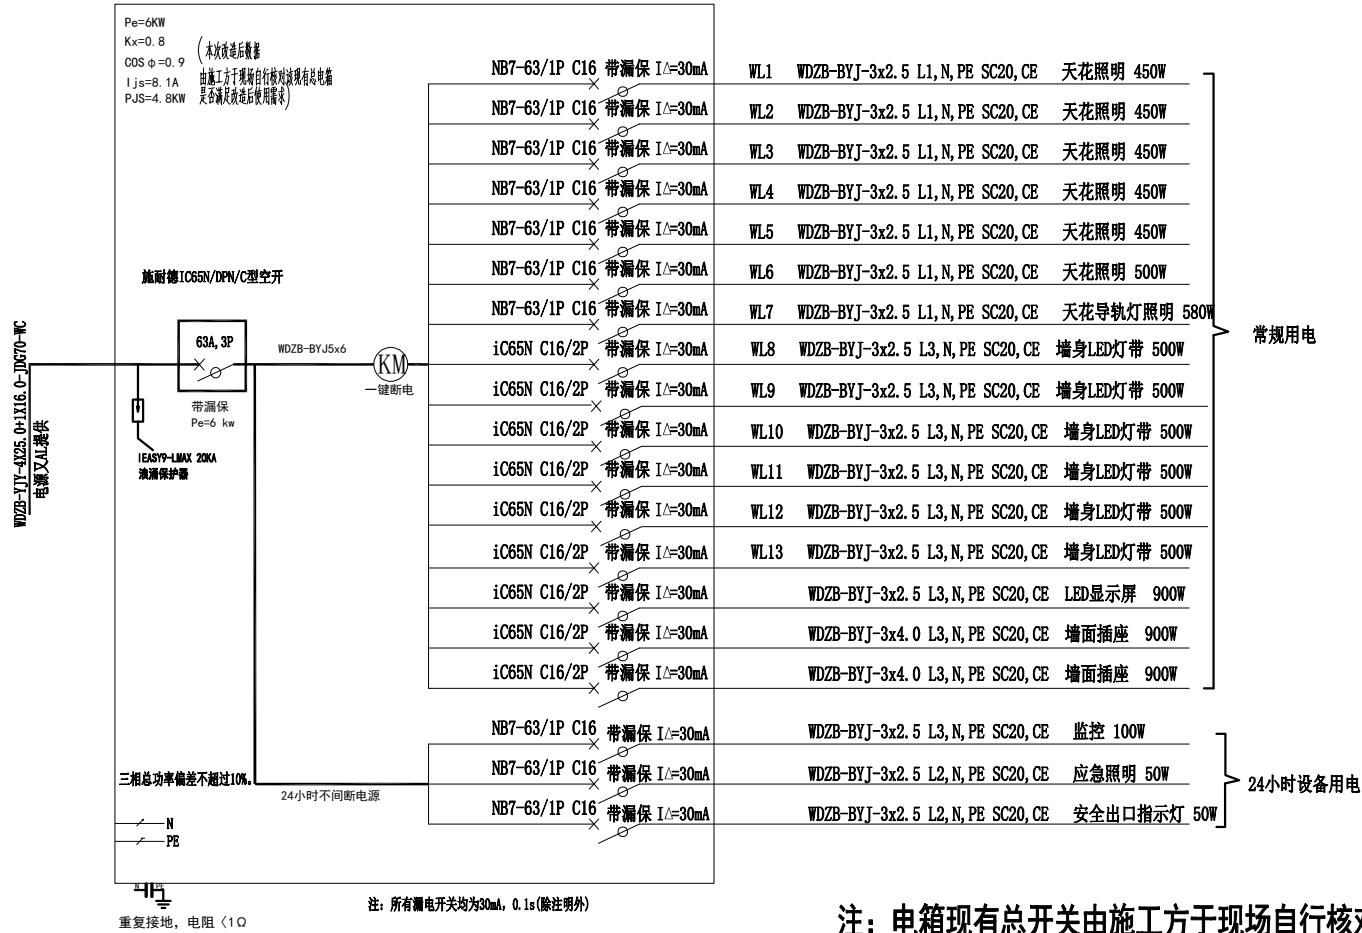 Pe=6KW
Kx=0.8
COSφ=0.9
Ijs=8.1A
PJS=4.8KW
(本次改造后数据
由施工方于现场自行核对该现有总电箱
是否满足改造后使用需求)
NB7-63/1P C16 带漏保 I△=30mA WL1 WDZB-BYJ-3x2.5 L1,N,PE SC20,CE 天花照明 450W
NB7-63/1P C16 带漏保 I△=30mA WL2 WDZB-BYJ-3x2.5 L1,N,PE SC20,CE 天花照明 450W
NB7-63/1P C16 带漏保 I△=30mA WL3 WDZB-BYJ-3x2.5 L1,N,PE SC20,CE 天花照明 450W
NB7-63/1P C16 带漏保 I△=30mA WL4 WDZB-BYJ-3x2.5 L1,N,PE SC20,CE 天花照明 450W
NB7-63/1P C16 带漏保 I△=30mA WL5 WDZB-BYJ-3x2.5 L1,N,PE SC20,CE 天花照明 450W
NB7-63/1P C16 带漏保 I△=30mA WL6 WDZB-BYJ-3x2.5 L1,N,PE SC20,CE 天花照明 500W
NB7-63/1P C16 带漏保 I△=30mA WL7 WDZB-BYJ-3x2.5 L1,N,PE SC20,CE 天花导轨灯照明 580W
iC65N C16/2P 带漏保 I△=30mA WL8 WDZB-BYJ-3x2.5 L3,N,PE SC20,CE 墙身LED灯带 500W
iC65N C16/2P 带漏保 I△=30mA WL9 WDZB-BYJ-3x2.5 L3,N,PE SC20,CE 墙身LED灯带 500W
iC65N C16/2P 带漏保 I△=30mA WL10 WDZB-BYJ-3x2.5 L3,N,PE SC20,CE 墙身LED灯带 500W
iC65N C16/2P 带漏保 I△=30mA WL11 WDZB-BYJ-3x2.5 L3,N,PE SC20,CE 墙身LED灯带 500W
iC65N C16/2P 带漏保 I△=30mA WL12 WDZB-BYJ-3x2.5 L3,N,PE SC20,CE 墙身LED灯带 500W
iC65N C16/2P 带漏保 I△=30mA WL13 WDZB-BYJ-3x2.5 L3,N,PE SC20,CE 墙身LED灯带 500W
iC65N C16/2P 带漏保 I△=30mA WDZB-BYJ-3x2.5 L3,N,PE SC20,CE LED显示屏 900W
iC65N C16/2P 带漏保 I△=30mA WDZB-BYJ-3x4.0 L3,N,PE SC20,CE 墙面插座 900W
iC65N C16/2P 带漏保 I△=30mA WDZB-BYJ-3x4.0 L3,N,PE SC20,CE 墙面插座 900W
常规用电
NB7-63/1P C16 带漏保 I△=30mA WDZB-BYJ-3x2.5 L3,N,PE SC20,CE 监控 100W
NB7-63/1P C16 带漏保 I△=30mA WDZB-BYJ-3x2.5 L2,N,PE SC20,CE 应急照明 50W
NB7-63/1P C16 带漏保 I△=30mA WDZB-BYJ-3x2.5 L2,N,PE SC20,CE 安全出口指示灯 50W
24小时设备用电
施耐德IC65N/DPN/C型空开
63A,3P
带漏保
Pe=6 kw
WDZB-BYJ5x6
KM
一键断电
WDZB-YJY-4X25.0+1X16.0-JDG70-WC
电源又AL提供
IEASY9-LMAX 20KA
浪涌保护器
三相总功率偏差不超过10%。
24小时不间断电源
N
PE
N PE
重复接地，电阻〈1Ω
注：所有漏电开关均为30mA，0.1s(除注明外)
注：电箱现有总开关由施工方于现场自行核对